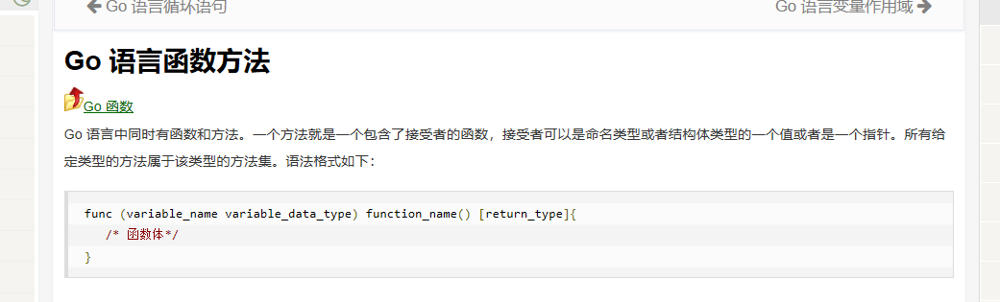 Go 语言循环语句
Go 语言变量作用域
Go 语言函数方法
Go 函数
Go 语言中同时有函数和方法。一个方法就是一个包含了接受者的函数，接受者可以是命名类型或者结构体类型的一个值或者是一个指针。所有给
定类型的方法属于该类型的方法集。语法格式如下：
func (variable_name variable_data_type) function_name() [return_type]{
   /* 函数体*/
}